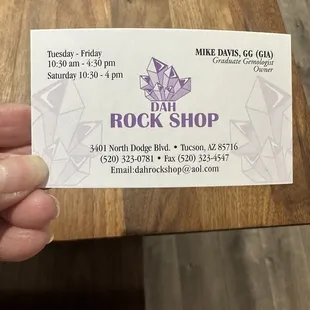 Tuesday - Friday
10:30 am - 4:30 pm
Saturday 10:30 - 4 pm
MIKE DAVIS, GG (GIA)
Graduate Gemologist
Owner
DAH
ROCK SHOP
3401 North Dodge Blvd. • Tucson, AZ 85716
(520) 323-0781 • Fax (520) 323-4547
Email:dahrockshop@aol.com